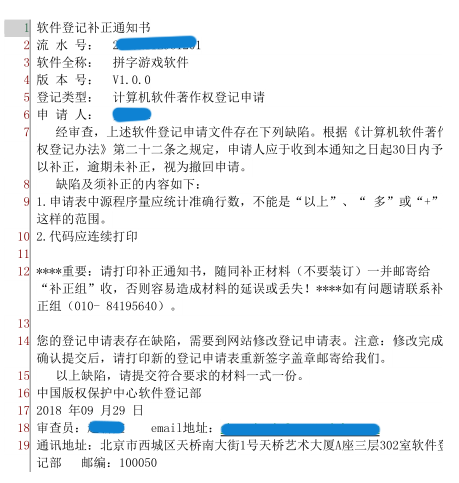 1 软件登记补正通知书
2 流 水 号：
3 软件全称： 拼字游戏软件
4 版 本 号： V1.0.0
5 登记类型： 计算机软件著作权登记申请
6 申 请 人：
7 经审查，上述软件登记申请文件存在下列缺陷。根据《计算机软件著作
权登记办法》第二十二条之规定，申请人应于收到本通知之日起30日内予
以补正，逾期未补正，视为撤回申请。
8 缺陷及须补正的内容如下：
9 1.申请表中源程序量应统计准确行数，不能是“以上”、“ 多”或“+”
这样的范围。
10 2.代码应连续打印
11
12 ****重要：请打印补正通知书，随同补正材料（不要装订）一并邮寄给
“补正组”收，否则容易造成材料的延误或丢失！****如有问题请联系补
正组（010- 84195640）。
13
14 您的登记申请表存在缺陷，需要到网站修改登记申请表。注意：修改完成
确认提交后，请打印新的登记申请表重新签字盖章邮寄给我们。
15 以上缺陷，请提交符合要求的材料一式一份。
16 中国版权保护中心软件登记部
17 2018 年09 月29 日
18 审查员： email地址：
19 通讯地址：北京市西城区天桥南大街1号天桥艺术大厦A座三层302室软件登
记部 邮编：100050